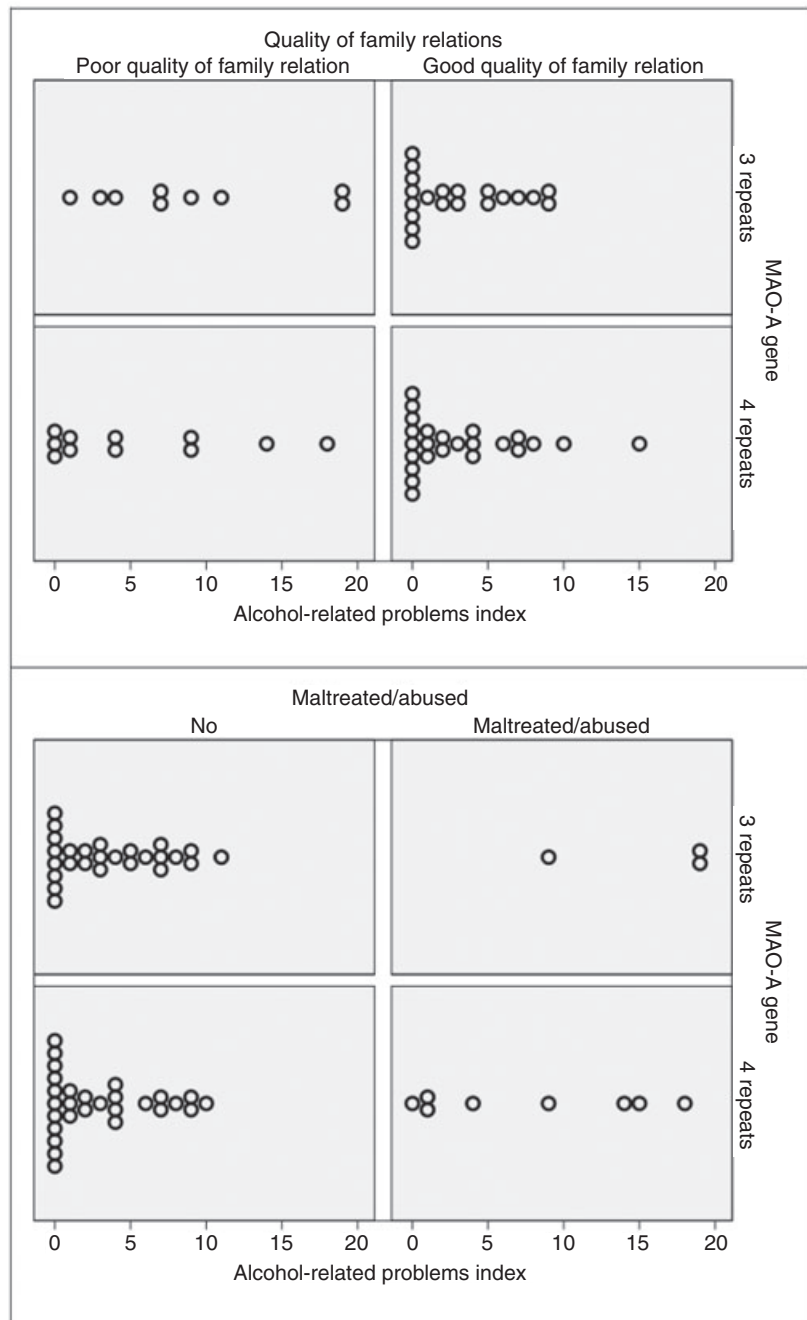 Quality of family relations
Poor quality of family relation
Good quality of family relation
3 repeats
MAO-A gene
4 repeats
0 5 10 15 20
0 5 10 15 20
Alcohol-related problems index
Maltreated/abused
No
Maltreated/abused
3 repeats
MAO-A gene
4 repeats
0 5 10 15 20
0 5 10 15 20
Alcohol-related problems index